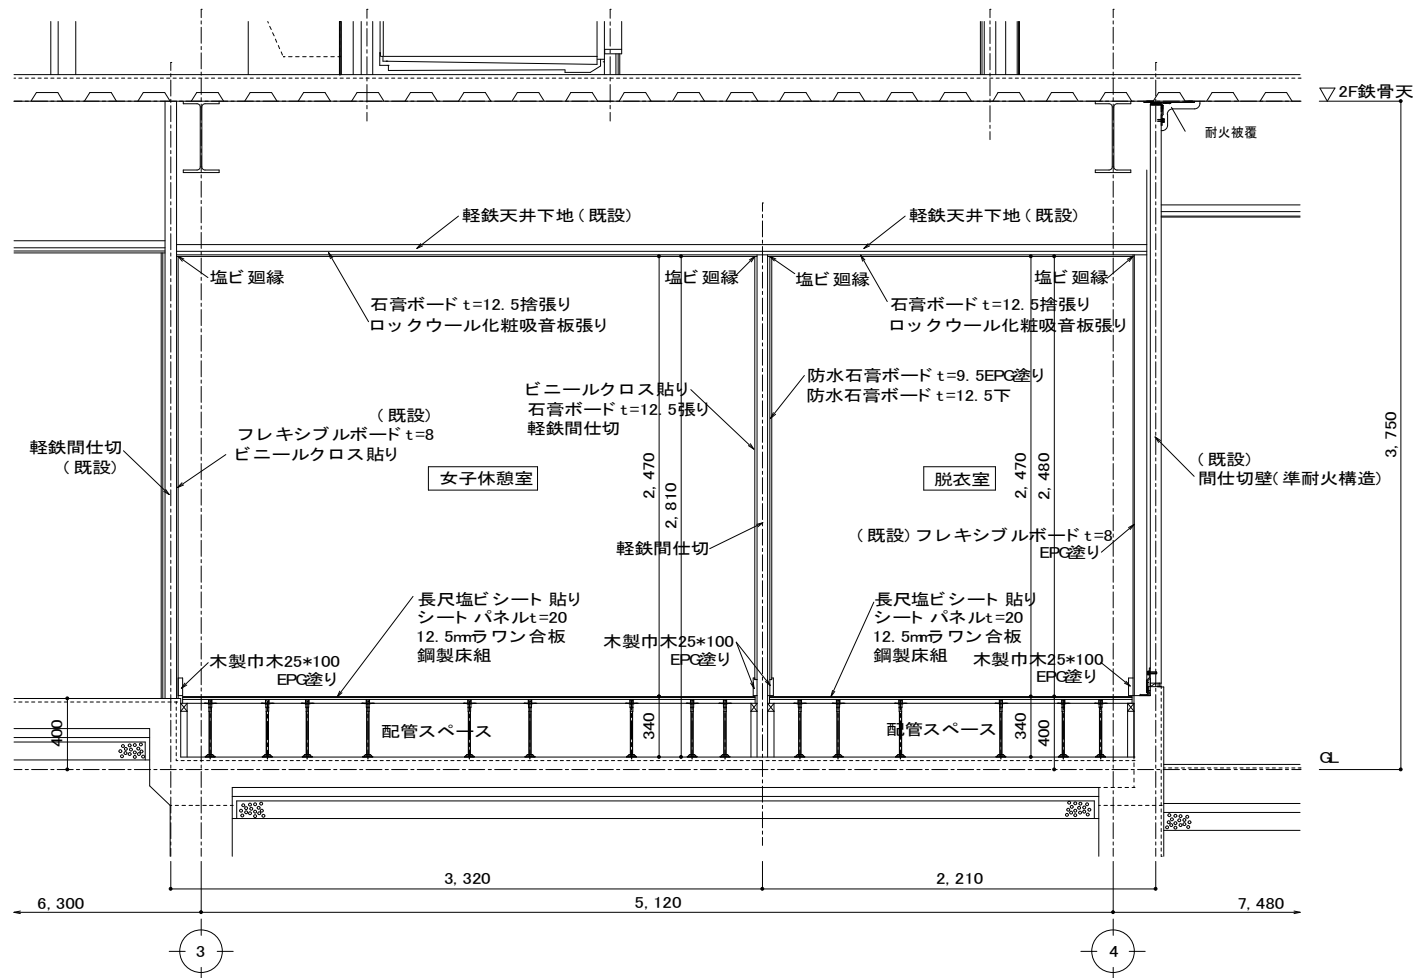 ▽2F鉄骨天
耐火被覆
軽鉄天井下地(既設)
軽鉄天井下地(既設)
塩ビ廻縁
塩ビ廻縁
塩ビ廻縁
塩ビ廻縁
石膏ボードt=12.5捨張り
ロックウール化粧吸音板張り
石膏ボードt=12.5捨張り
ロックウール化粧吸音板張り
ビニールクロス貼り
石膏ボードt=12.5張り
軽鉄間仕切
防水石膏ボードt=9.5EPG塗り
防水石膏ボードt=12.5下
(既設)
フレキシブルボードt=8
ビニールクロス貼り
軽鉄間仕切
(既設)
女子休憩室
2,470
2,810
脱衣室
2,470
2,480
3,750
(既設)
間仕切壁(準耐火構造)
軽鉄間仕切
(既設)フレキシブルボードt=8
EPG塗り
長尺塩ビシート貼り
シートパネルt=20
12.5mmラワン合板
鋼製床組
長尺塩ビシート貼り
シートパネルt=20
12.5mmラワン合板
鋼製床組
木製巾木25*100
EPG塗り
木製巾木25*100
EPG塗り
木製巾木25*100
EPG塗り
400
配管スペース
340
配管スペース
340
400
GL
3,320
2,210
6,300
5,120
7,480
3
4